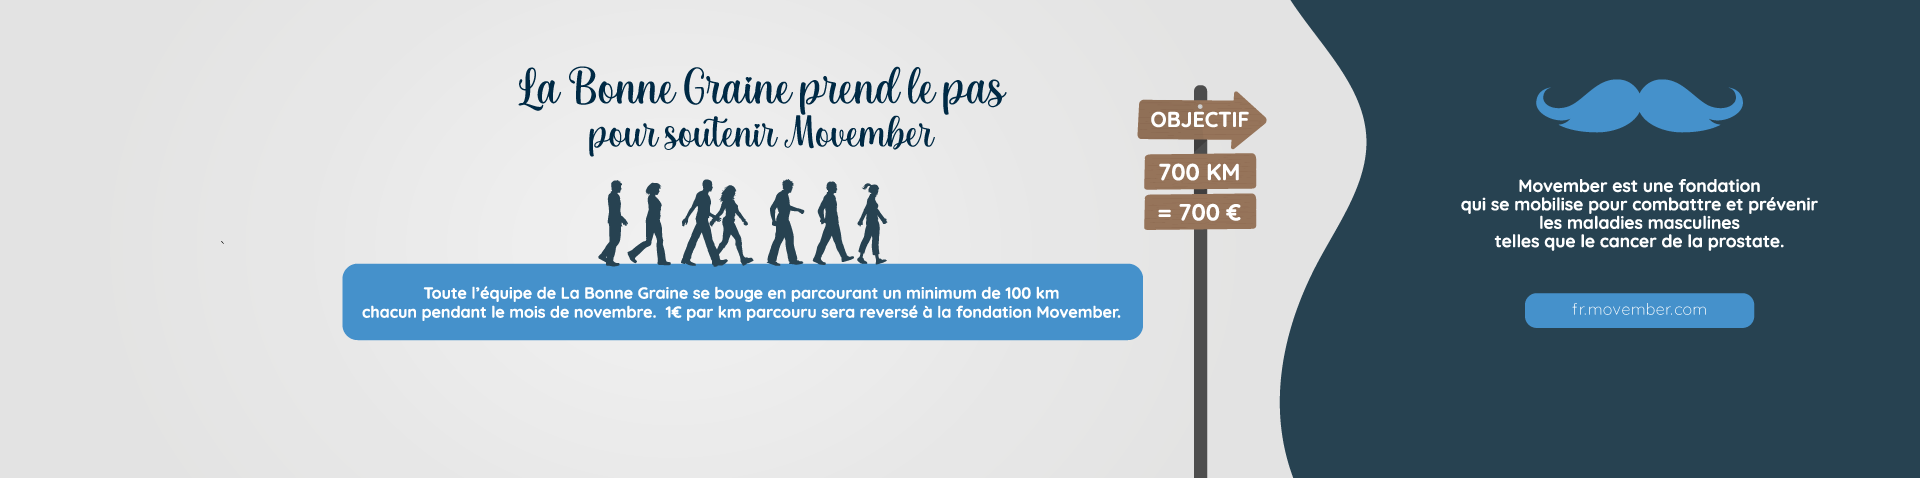 La Bonne Graine prend le pas
pour soutenir Movember
Toute l'équipe de La Bonne Graine se bouge en parcourant un minimum de 100 km
chacun pendant le mois de novembre. 1€ par km parcouru sera reversé à la fondation Movember.
OBJECTIF
700 KM
= 700 €
Movember est une fondation
qui se mobilise pour combattre et prévenir
les maladies masculines
telles que le cancer de la prostate.
fr.movember.com